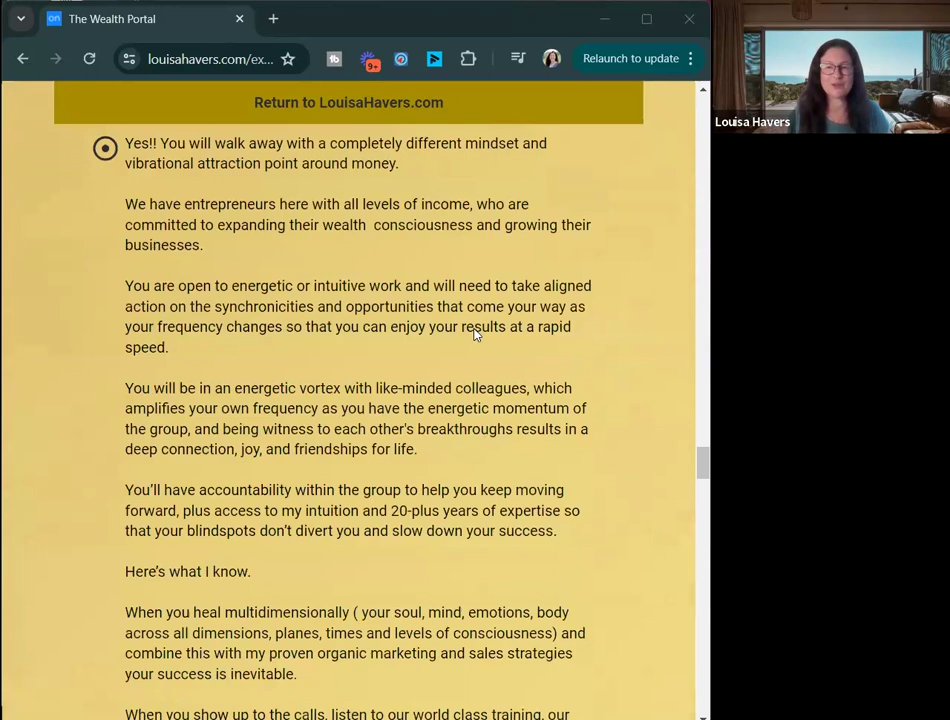 The Wealth Portal
louisahavers.com/ex...
9+
Relaunch to update
Louisa Havers
Return to LouisaHavers.com
Yes!! You will walk away with a completely different mindset and
vibrational attraction point around money.
We have entrepreneurs here with all levels of income, who are
committed to expanding their wealth consciousness and growing their
businesses.
You are open to energetic or intuitive work and will need to take aligned
action on the synchronicities and opportunities that come your way as
your frequency changes so that you can enjoy your results at a rapid
speed.
You will be in an energetic vortex with like-minded colleagues, which
amplifies your own frequency as you have the energetic momentum of
the group, and being witness to each other's breakthroughs results in a
deep connection, joy, and friendships for life.
You'll have accountability within the group to help you keep moving
forward, plus access to my intuition and 20-plus years of expertise so
that your blindspots don't divert you and slow down your success.
Here's what I know.
When you heal multidimensionally ( your soul, mind, emotions, body
across all dimensions, planes, times and levels of consciousness) and
combine this with my proven organic marketing and sales strategies
your success is inevitable.
When you show up to the calls, listen to our world class training, our